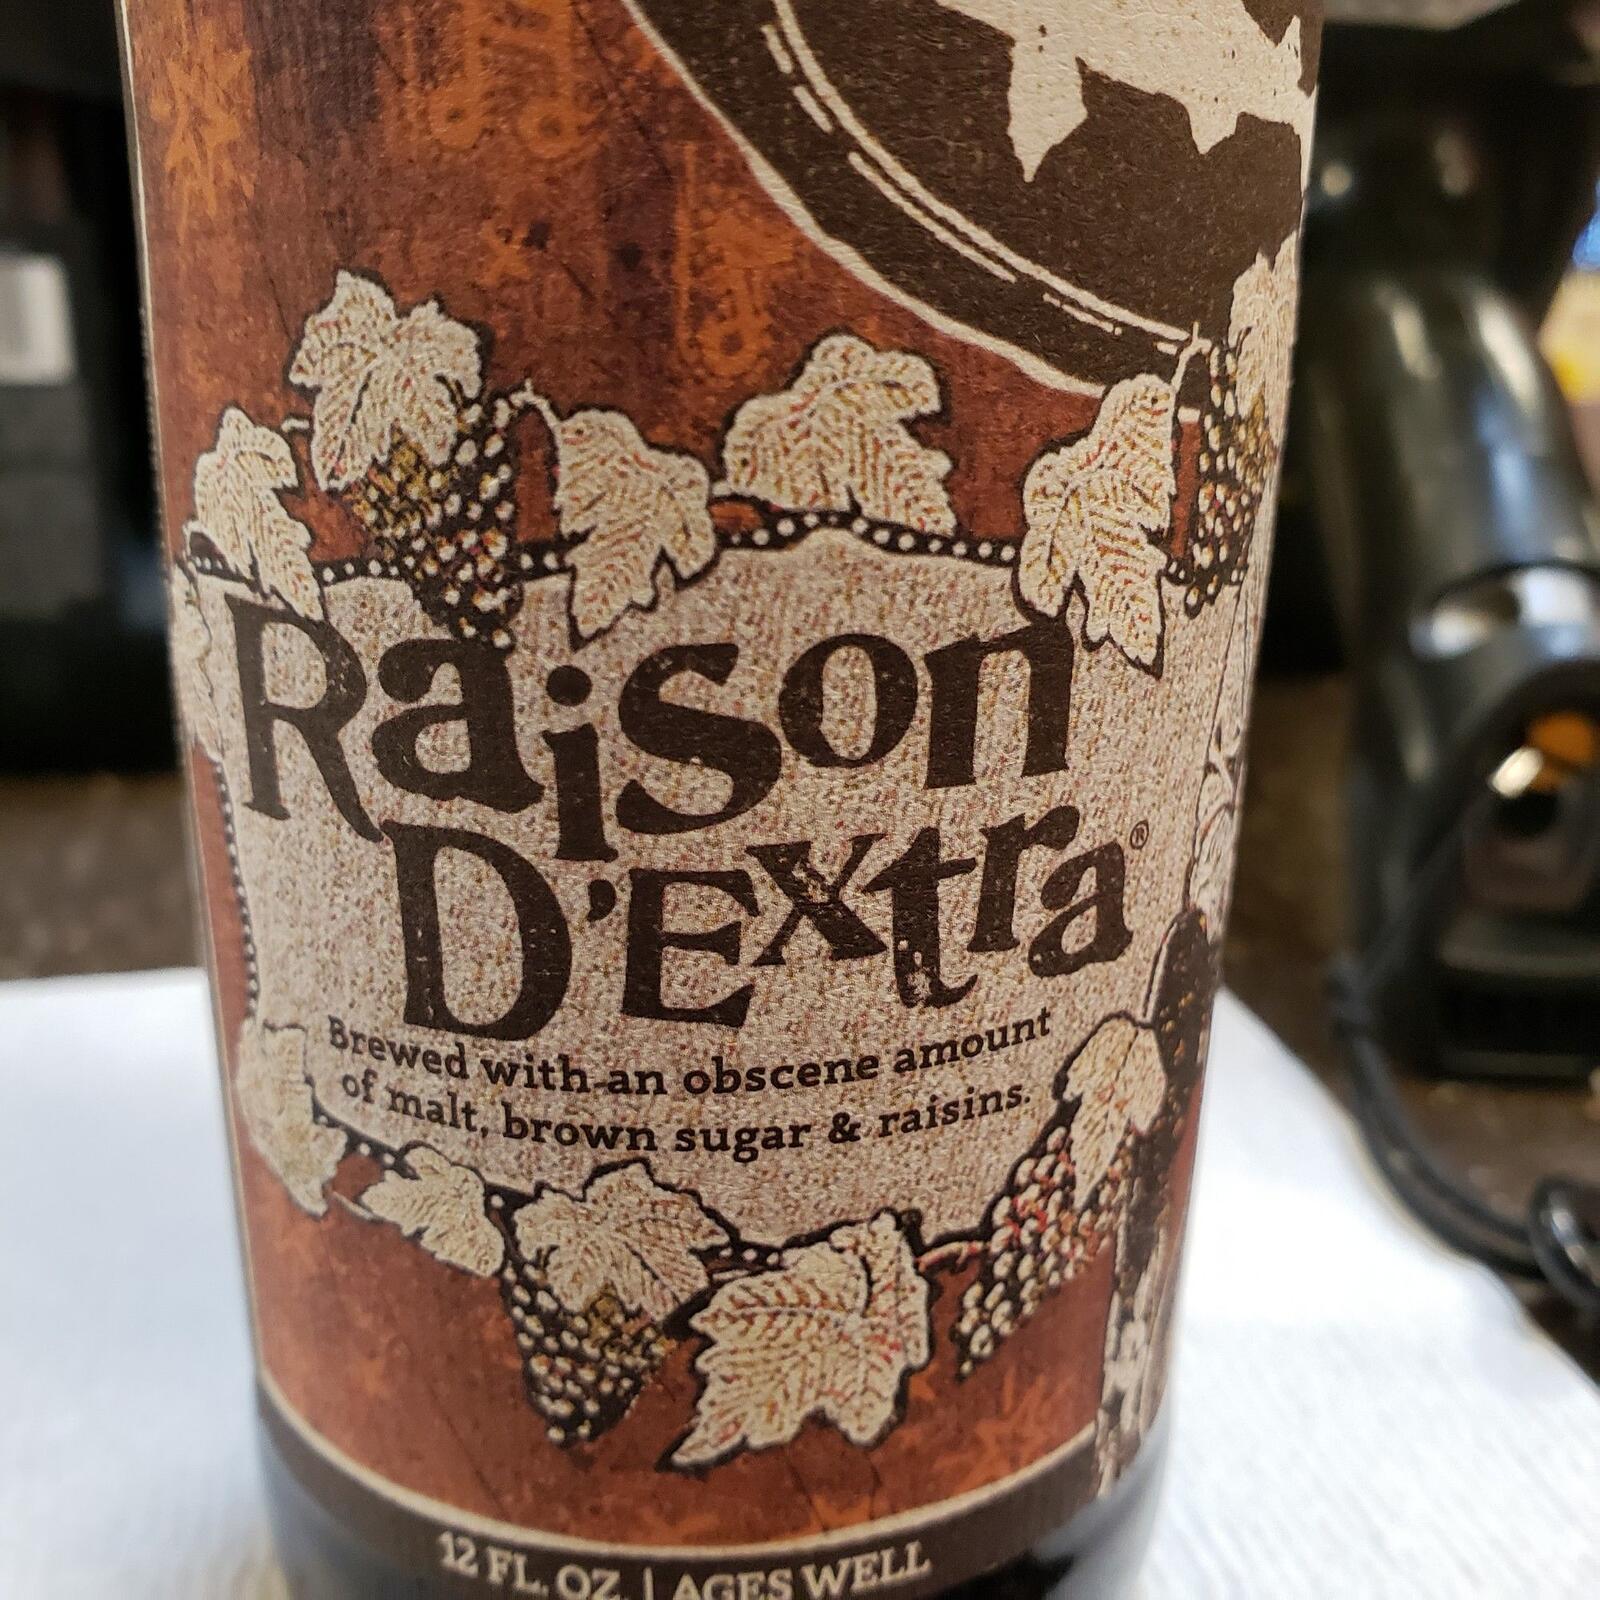 Raison
D'Extra®
Brewed with an obscene amount
of malt, brown sugar & raisins.
12 FL. OZ. | AGES WELL